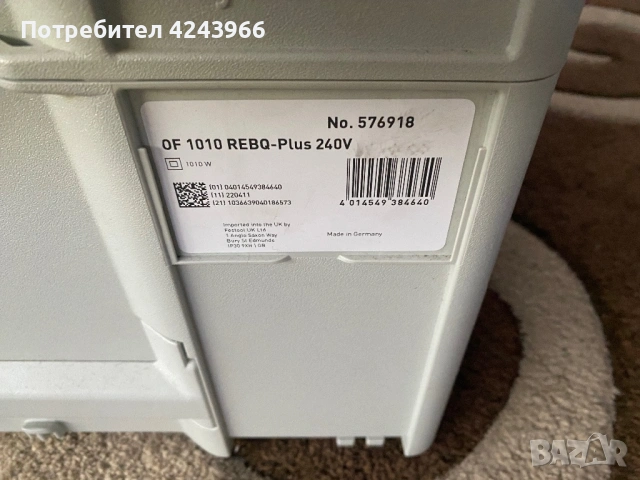 Потребител 4243966
No. 576918
OF 1010 REBQ-Plus 240V
1010 W
(01) 04014549384640
(11) 220411
(21) 1036639040186573
4 014549 384640
Imported into the UK by
Festool UK Ltd
1 Anglo Saxon Way
Bury St Edmunds
IP30 9XH | GB
Made in Germany
BAZAR